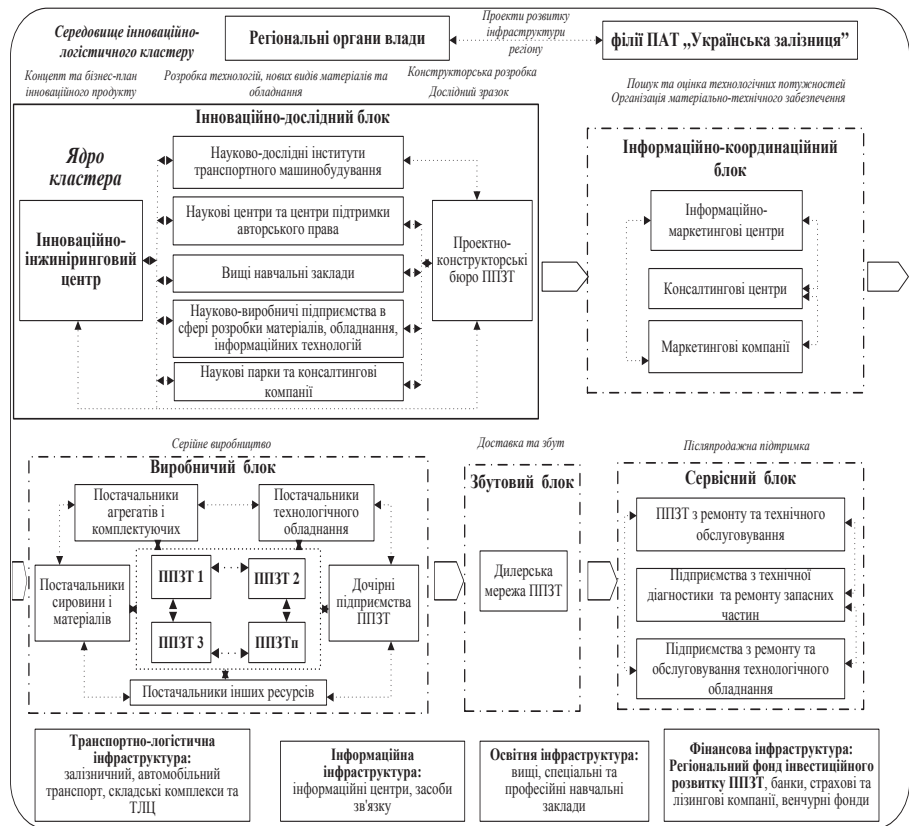 Середовище інноваційно-
логістичного кластеру
Регіональні органи влади
Проекти розвитку
інфраструктури
регіону
філії ПАТ „Українська залізниця”
Концепт та бізнес-план
інноваційного продукту
Розробка технологій, нових видів матеріалів та
обладнання
Конструкторська розробка
Дослідний зразок
Пошук та оцінка технологічних потужностей
Організація матеріально-технічного забезпечення
Інноваційно-дослідний блок
Ядро
кластера
Інноваційно-
інжиніринговий
центр
Науково-дослідні інститути
транспортного машинобудування
Наукові центри та центри підтримки
авторського права
Вищі навчальні заклади
Науково-виробничі підприємства в
сфері розробки матеріалів, обладнання,
інформаційних технологій
Наукові парки та консалтингові
компанії
Проектно-
конструкторські
бюро ППЗТ
Інформаційно-координаційний
блок
Інформаційно-
маркетингові центри
Консалтингові центри
Маркетингові компанії
Серійне виробництво
Виробничий блок
Постачальники
агрегатів і
комплектуючих
Постачальники
технологічного
обладнання
Постачальники
сировини і
матеріалів
ППЗТ 1
ППЗТ 2
ППЗТ 3
ППЗТп
Дочірні
підприємства
ППЗТ
Постачальники інших ресурсів
Доставка та збут
Збутовий блок
Дилерська
мережа ППЗТ
Післяпродажна підтримка
Сервісний блок
ППЗТ з ремонту та технічного
обслуговування
Підприємства з технічної
діагностики та ремонту запасних
частин
Підприємства з ремонту та
обслуговування технологічного
обладнання
Транспортно-логістична
інфраструктура:
залізничний, автомобільний
транспорт, складські комплекси та
ТЛЦ
Інформаційна
інфраструктура:
інформаційні центри, засоби
зв'язку
Освітня інфраструктура:
вищі, спеціальні та
професійні навчальні
заклади
Фінансова інфраструктура:
Регіональний фонд інвестиційного
розвитку ППЗТ, банки, страхові та
лізингові компанії, венчурні фонди